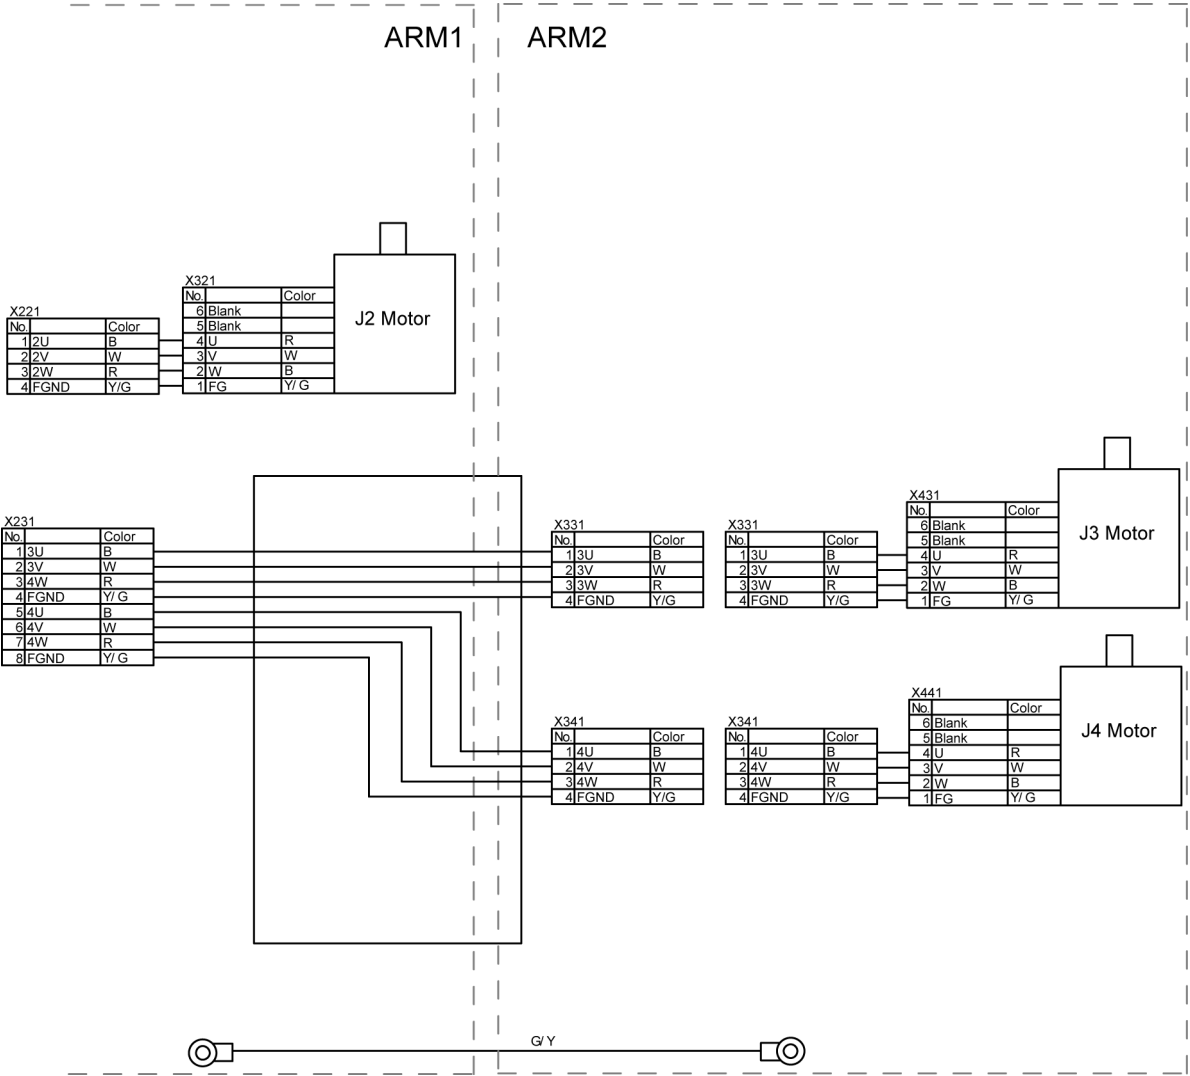 ARM1 ARM2
X321
No. Color
6 Blank
5 Blank
4 U R
3 V W
2 W B
1 FG Y/ G
J2 Motor
X221
No. Color
1 2U B
2 2V W
3 2W R
4 FGND Y/G
X231
No. Color
1 3U B
2 3V W
3 4W R
4 FGND Y/ G
5 4U B
6 4V W
7 4W R
8 FGND Y/ G
X331
No. Color
1 3U B
2 3V W
3 3W R
4 FGND Y/G
X331
No. Color
1 3U B
2 3V W
3 3W R
4 FGND Y/G
X431
No. Color
6 Blank
5 Blank
4 U R
3 V W
2 W B
1 FG Y/ G
J3 Motor
X341
No. Color
1 4U B
2 4V W
3 4W R
4 FGND Y/G
X341
No. Color
1 4U B
2 4V W
3 4W R
4 FGND Y/G
X441
No. Color
6 Blank
5 Blank
4 U R
3 V W
2 W B
1 FG Y/ G
J4 Motor
G/ Y